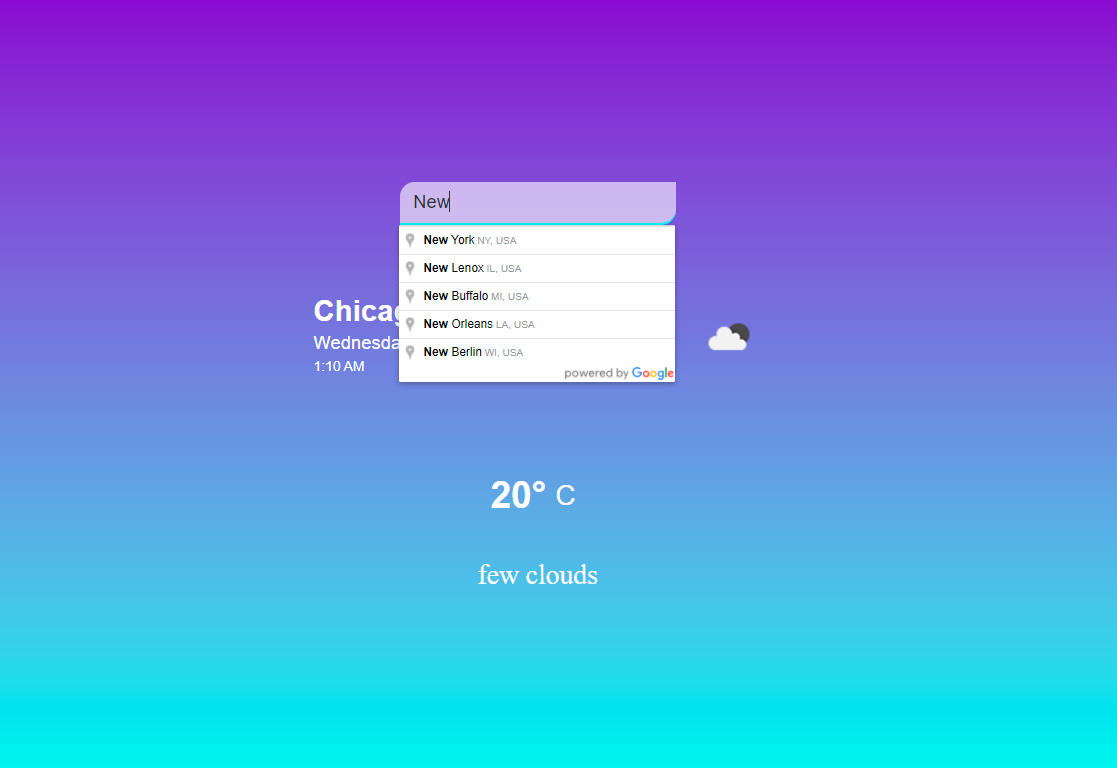 New
New York NY, USA
New Lenox IL, USA
New Buffalo MI, USA
New Orleans LA, USA
New Berlin WI, USA
powered by Google
Chicag
Wednesda
1:10 AM
20° C
few clouds